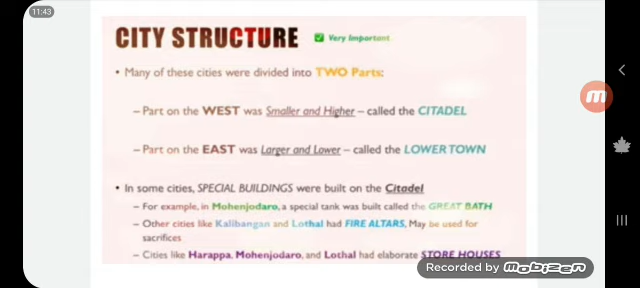 11:43
CITY STRUCTURE ✅ Very Important
• Many of these cities were divided into TWO Parts:
– Part on the WEST was Smaller and Higher – called the CITADEL
– Part on the EAST was Larger and Lower – called the LOWER TOWN
• In some cities, SPECIAL BUILDINGS were built on the Citadel
– For example, in Mohenjodaro, a special tank was built called the GREAT BATH
– Other cities like Kalibangan and Lothal had FIRE ALTARS, May be used for
sacrifices
– Cities like Harappa, Mohenjodaro, and Lothal had elaborate STORE HOUSES
Recorded by mobizen